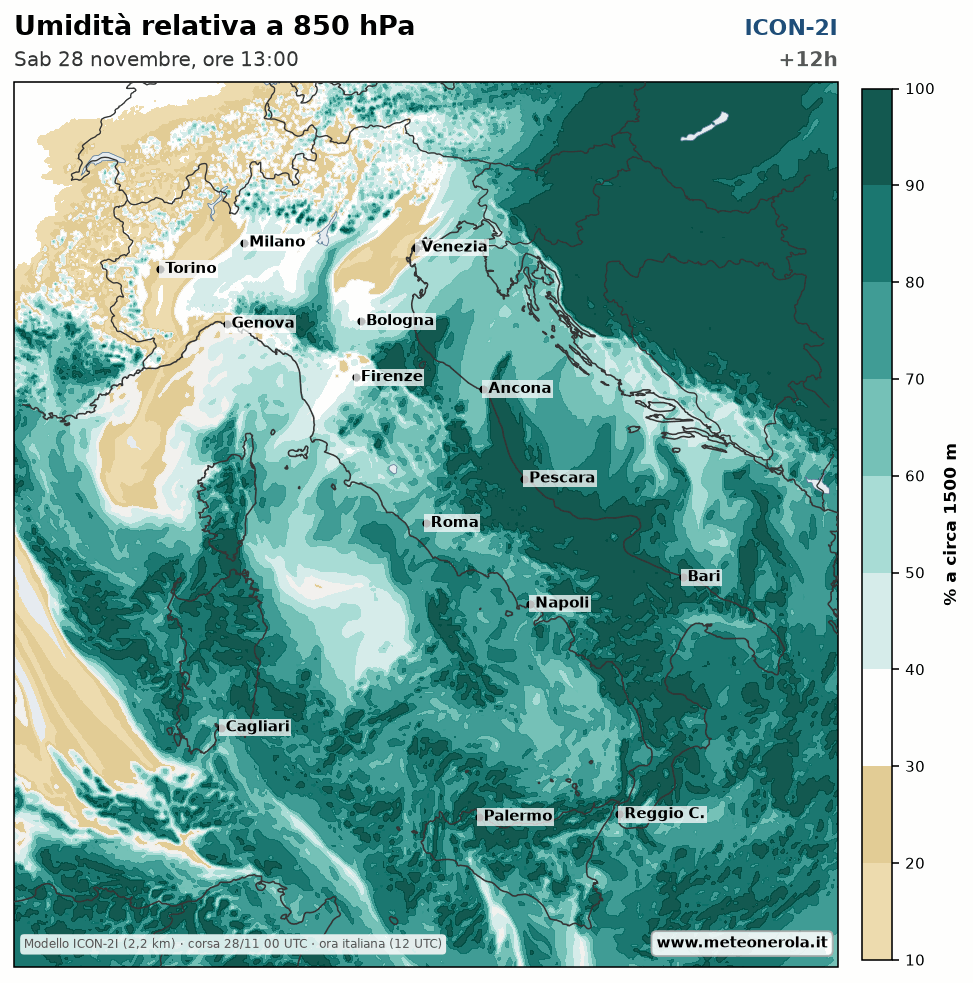 Umidità relativa a 850 hPa
ICON-2I
Sab 28 novembre, ore 13:00
+12h
100
90
80
70
60
50
40
30
20
10
% a circa 1500 m
Milano
Venezia
Torino
Genova
Bologna
Firenze
Ancona
Pescara
Roma
Bari
Napoli
Cagliari
Palermo
Reggio C.
Modello ICON-2I (2,2 km) · corsa 28/11 00 UTC · ora italiana (12 UTC)
www.meteonerola.it